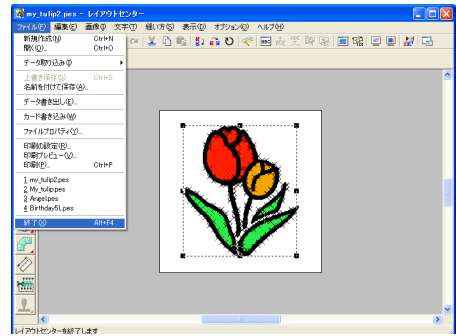 my_tulip2.pes - レイアウトセンター
ファイル(F) 編集(E) 画像(I) 文字(T) 縫い方(S) 表示(D) オプション(O) ヘルプ(H)
新規作成(N) Ctrl+N
開く(O)... Ctrl+O
データ取り込み(I)
上書き保存(S) Ctrl+S
名前を付けて保存(A)...
データ書き出し(E)...
カード書き込み(W)
ファイルプロパティ(Y)...
印刷の設定(R)...
印刷プレビュー(V)...
印刷(P)... Ctrl+P
1 my_tulip2.pes
2 My_tulip.pes
3 Angel.pes
4 Birthday5L.pes
終了(X) Alt+F4
レイアウトセンターを終了します